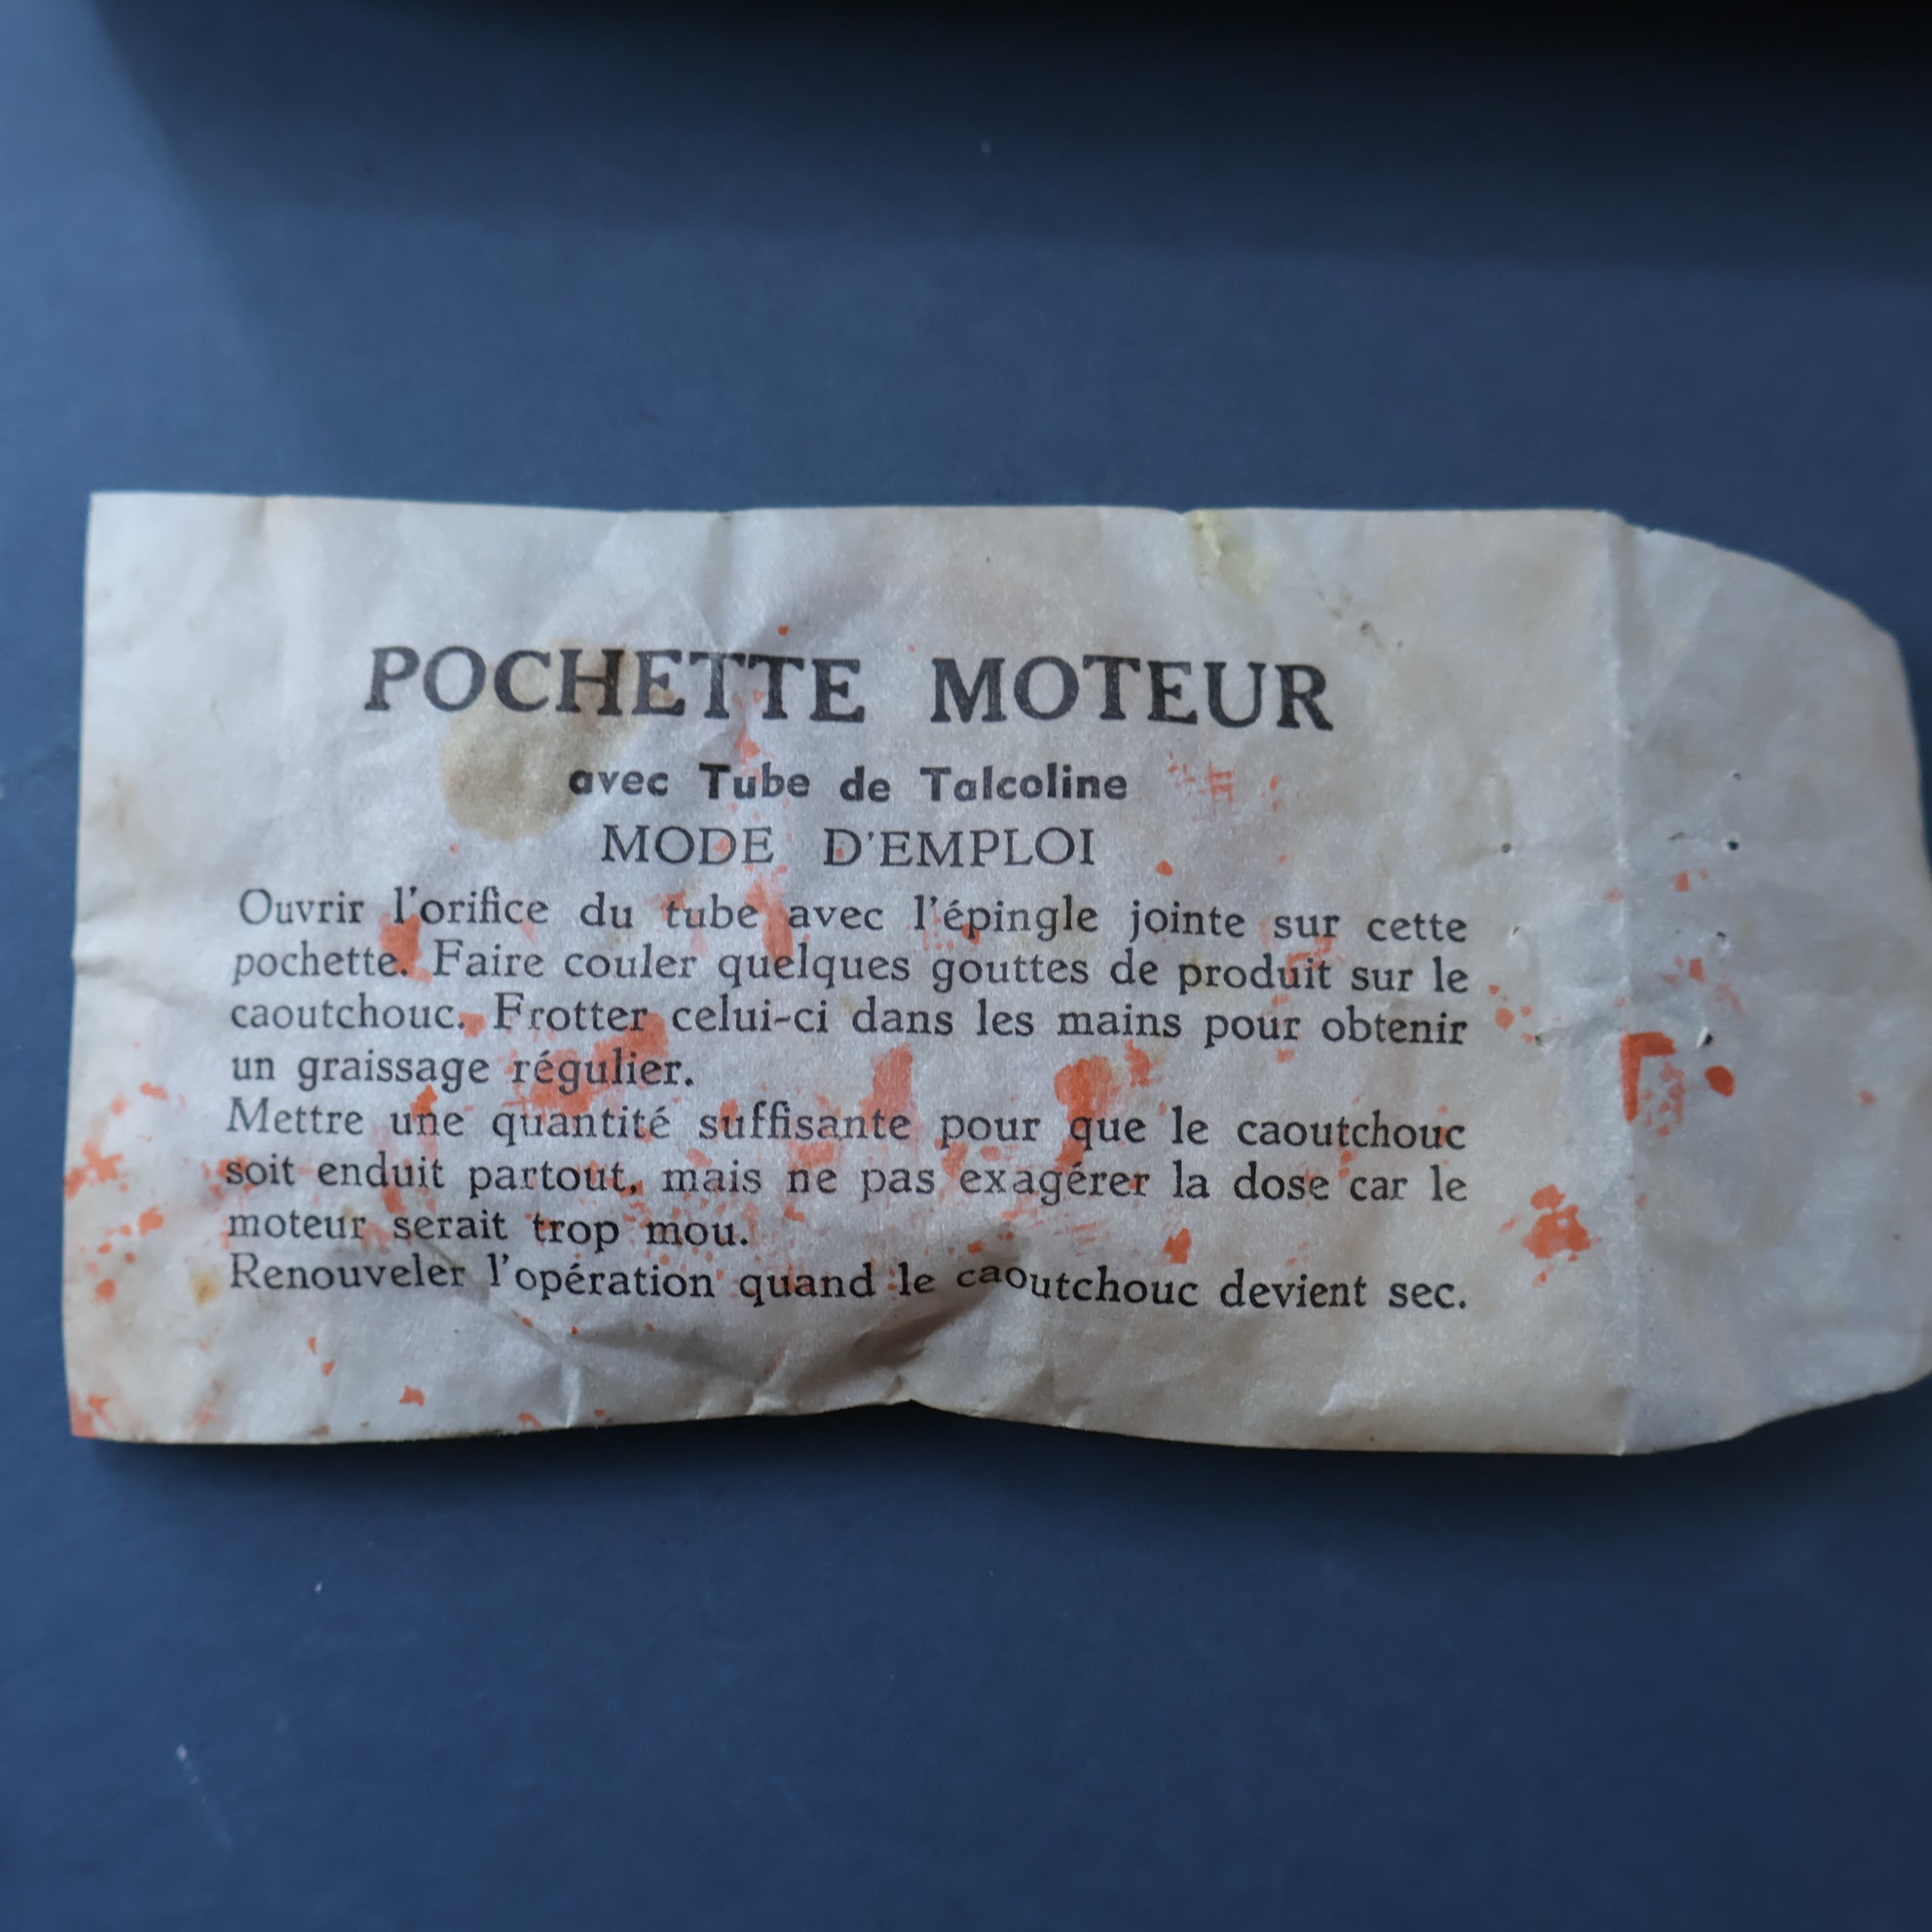 POCHETTE MOTEUR
avec Tube de Talcoline
MODE D'EMPLOI
Ouvrir l'orifice du tube avec l'épingle jointe sur cette
pochette. Faire couler quelques gouttes de produit sur le
caoutchouc. Frotter celui-ci dans les mains pour obtenir
un graissage régulier.
Mettre une quantité suffisante pour que le caoutchouc
soit enduit partout, mais ne pas exagérer la dose car le
moteur serait trop mou.
Renouveler l'opération quand le caoutchouc devient sec.